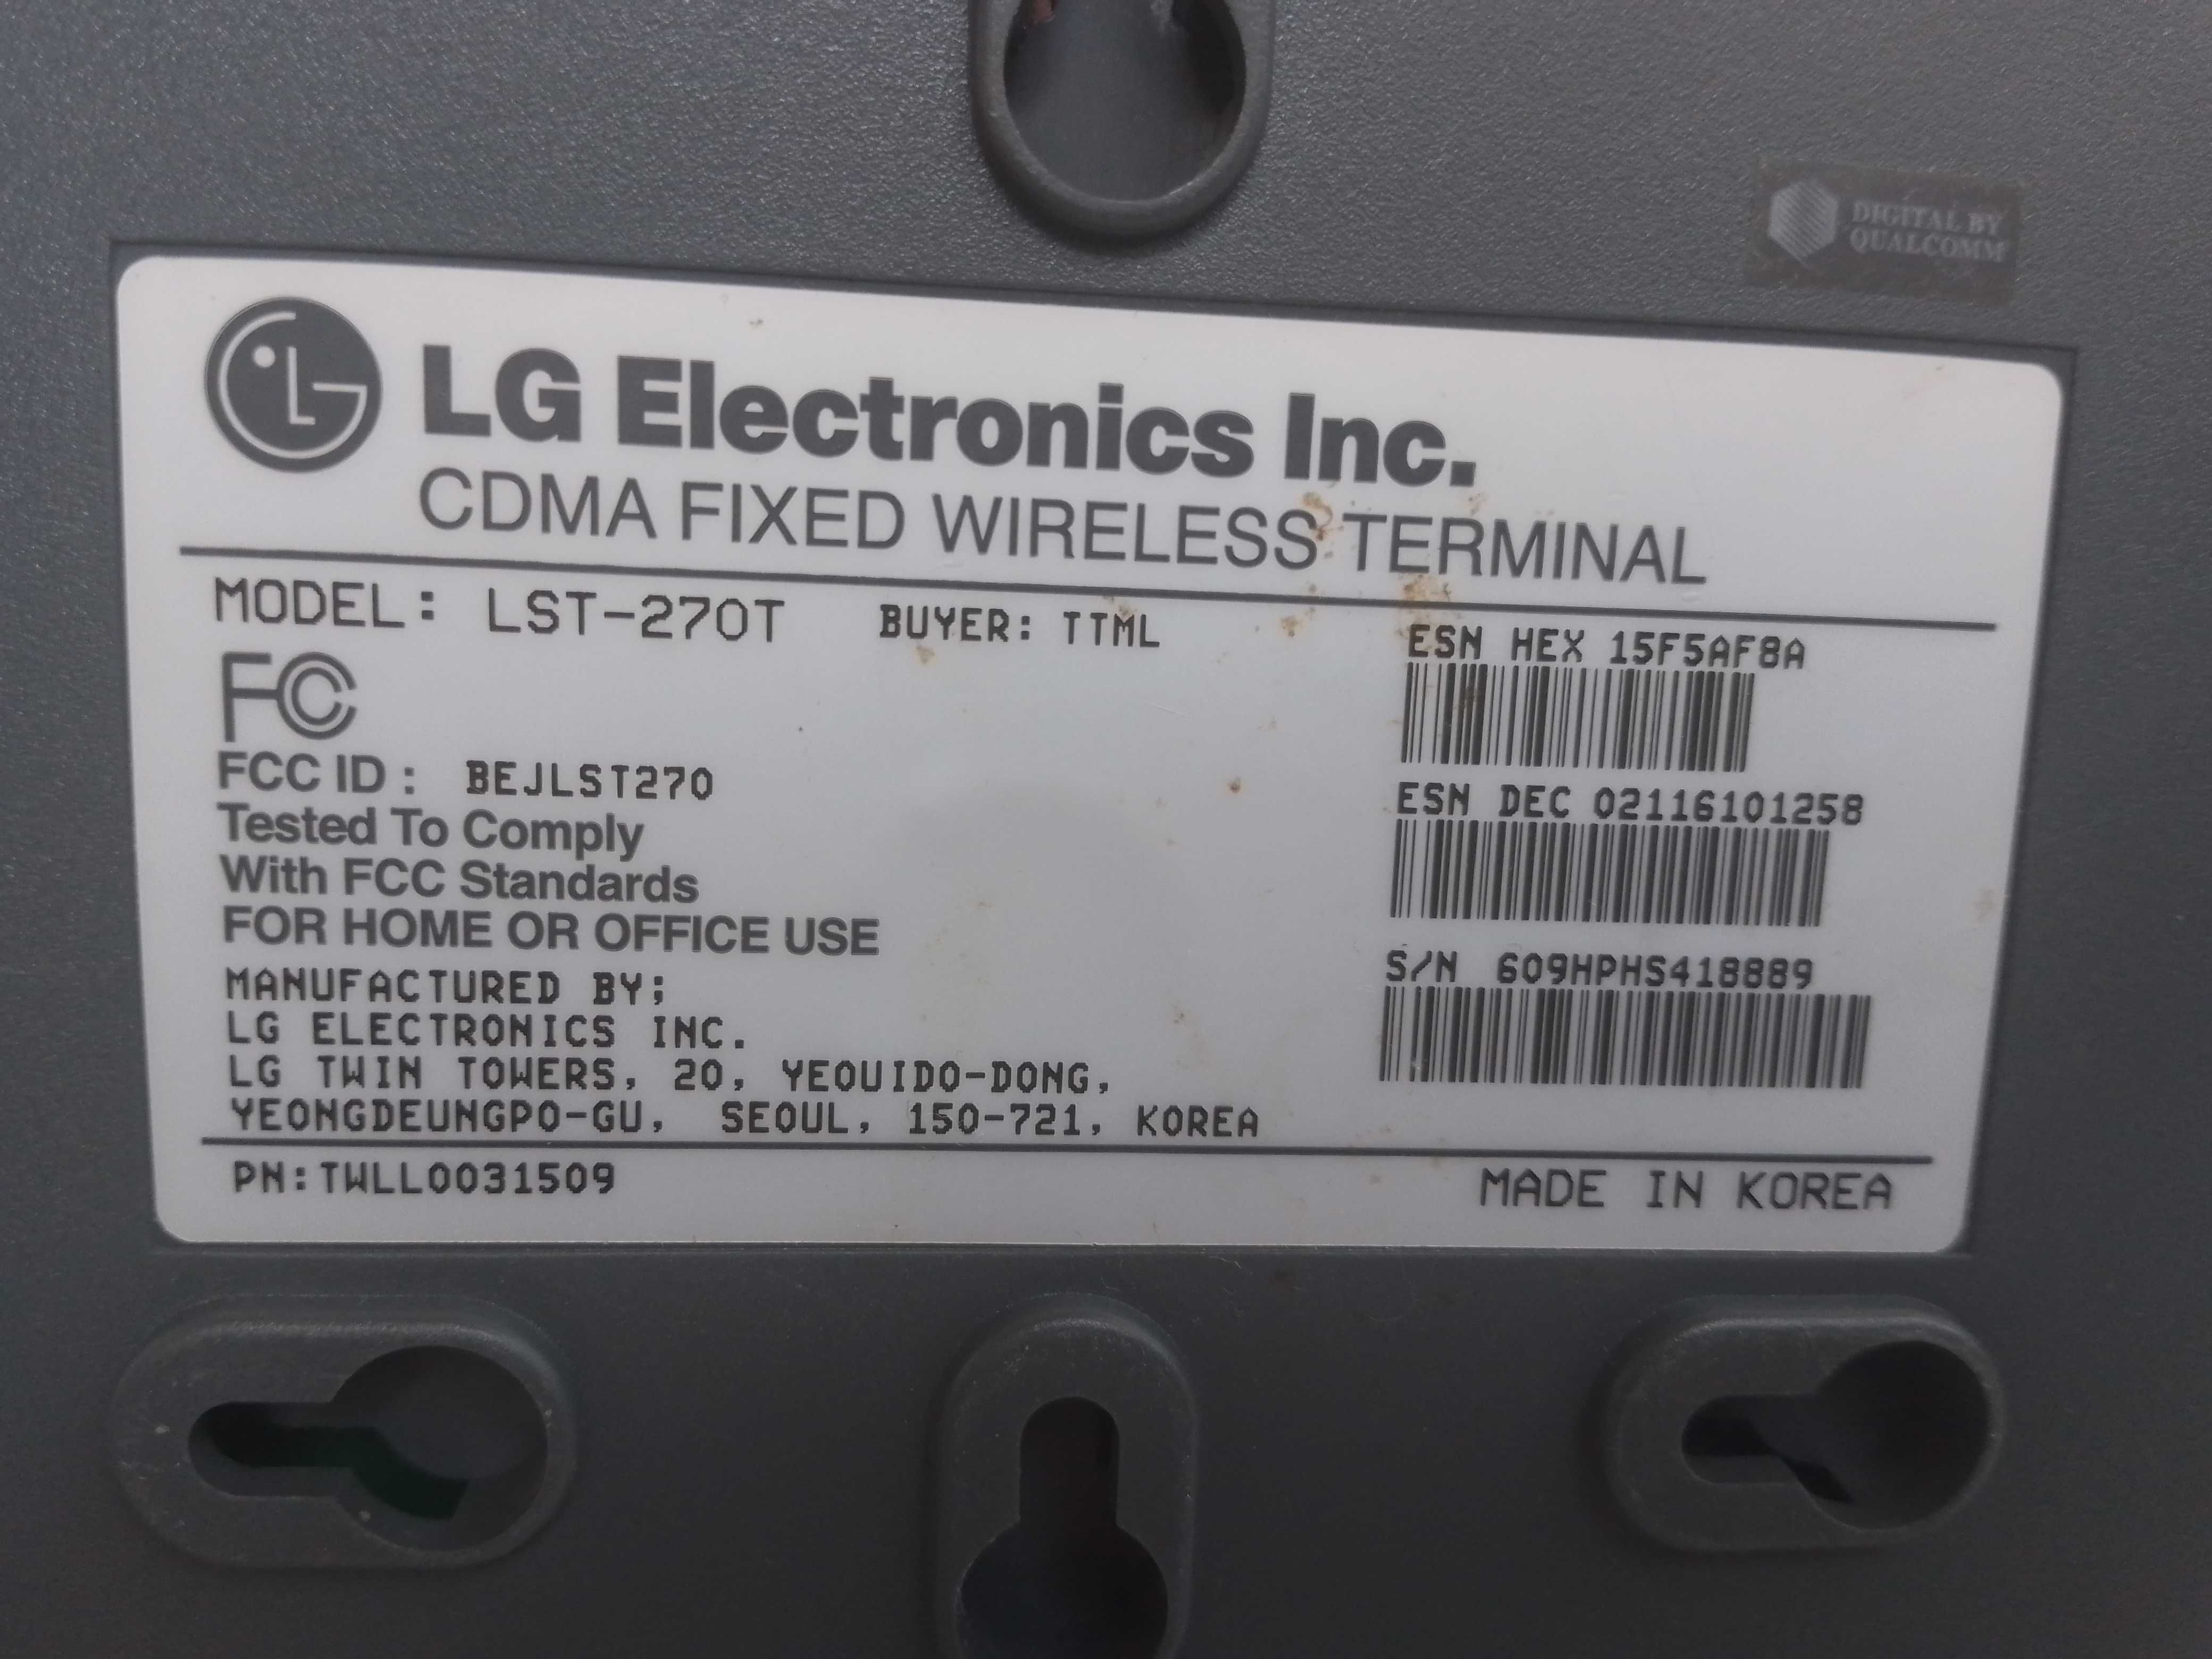 DIGITAL BY
QUALCOMM
LG LG Electronics Inc.
CDMA FIXED WIRELESS TERMINAL
MODEL: LST-270T BUYER: TTML
FC
FCC ID: BEJLST270
Tested To Comply
With FCC Standards
FOR HOME OR OFFICE USE
MANUFACTURED BY;
LG ELECTRONICS INC.
LG TWIN TOWERS, 20, YEOUIDO-DONG,
YEONGDEUNGPO-GU, SEOUL, 150-721, KOREA
ESN HEX 15F5AF8A
ESN DEC 02116101258
S/N 609HPHS418889
PN:TWLL0031509
MADE IN KOREA